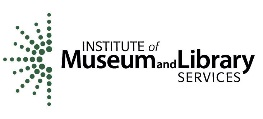 INSTITUTE of
Museum and Library
SERVICES